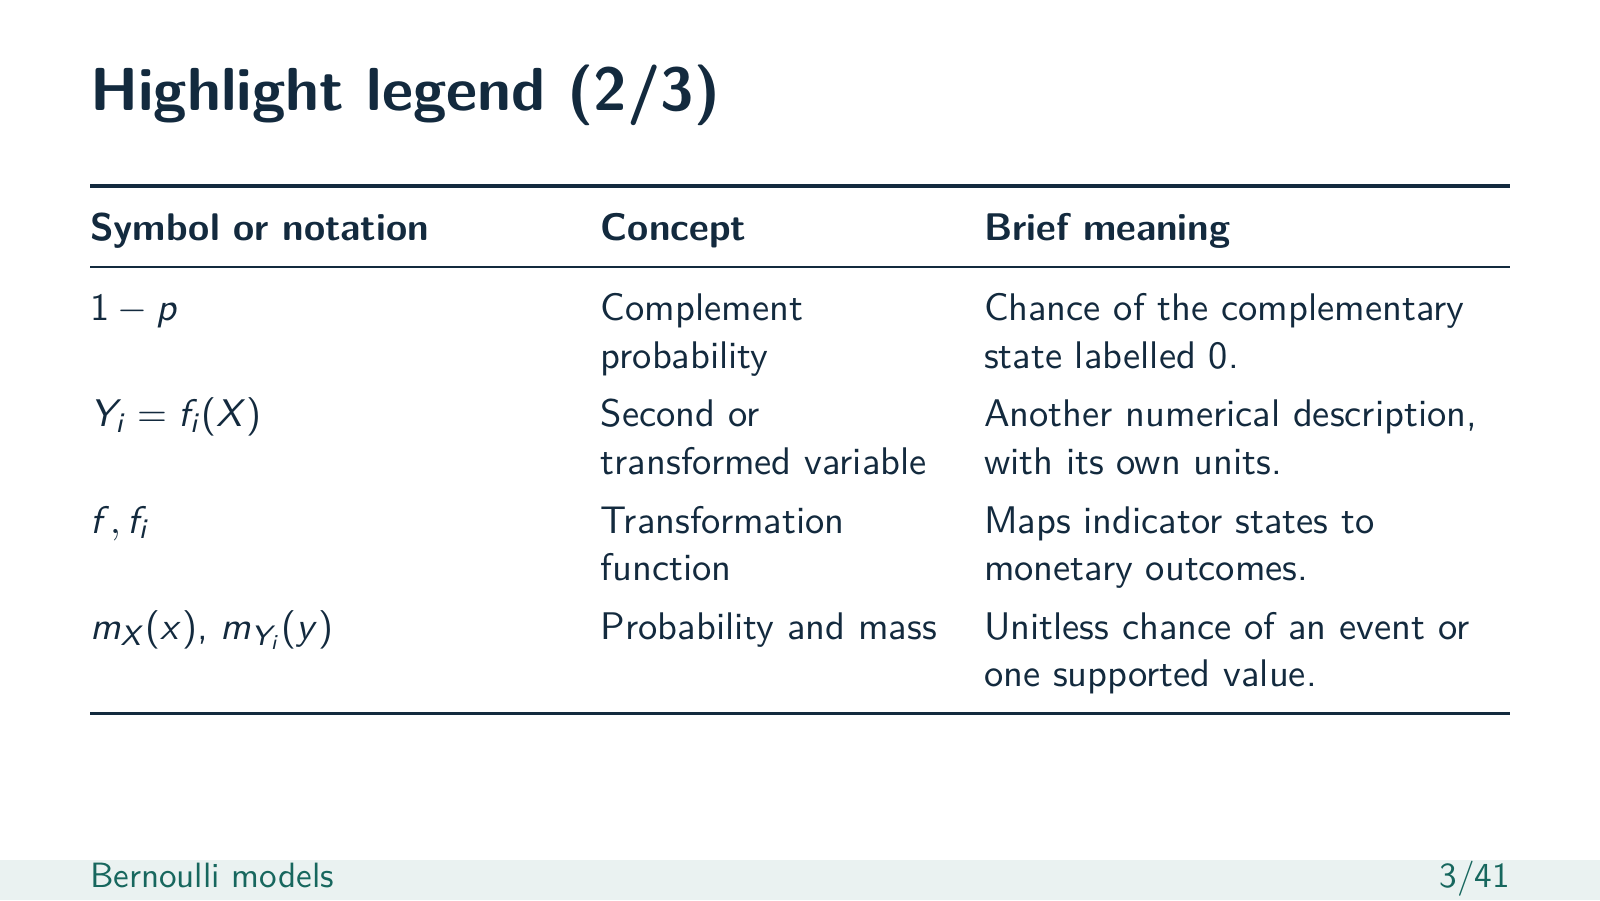 Highlight legend (2/3)
Symbol or notation Concept Brief meaning
1 − p Complement probability Chance of the complementary state labelled 0.
Yᵢ = fᵢ(X) Second or transformed variable Another numerical description, with its own units.
f, fᵢ Transformation function Maps indicator states to monetary outcomes.
m_X(x), m_{Y_i}(y) Probability and mass Unitless chance of an event or one supported value.
Bernoulli models 3/41